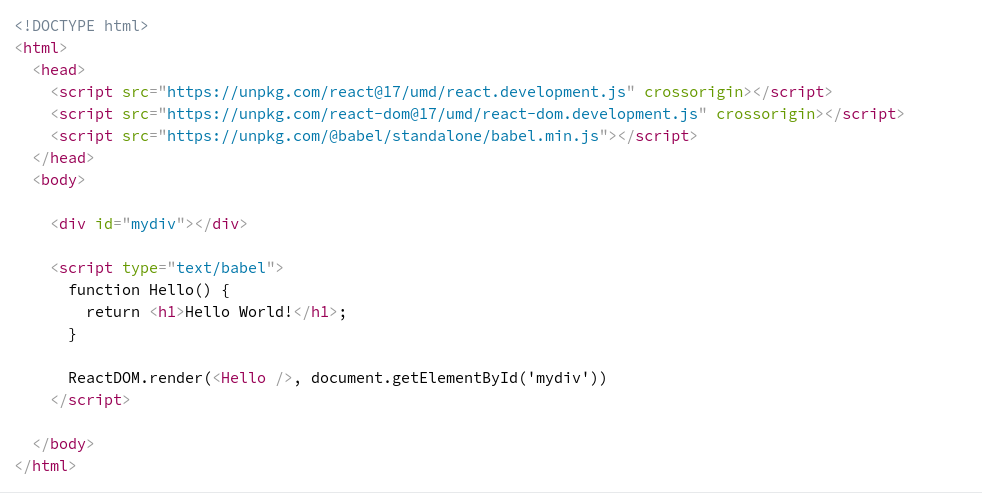 <!DOCTYPE html>
<html>
  <head>
    <script src="https://unpkg.com/react@17/umd/react.development.js" crossorigin></script>
    <script src="https://unpkg.com/react-dom@17/umd/react-dom.development.js" crossorigin></script>
    <script src="https://unpkg.com/@babel/standalone/babel.min.js"></script>
  </head>
  <body>

    <div id="mydiv"></div>

    <script type="text/babel">
      function Hello() {
        return <h1>Hello World!</h1>;
      }

      ReactDOM.render(<Hello />, document.getElementById('mydiv'))
    </script>

  </body>
</html>